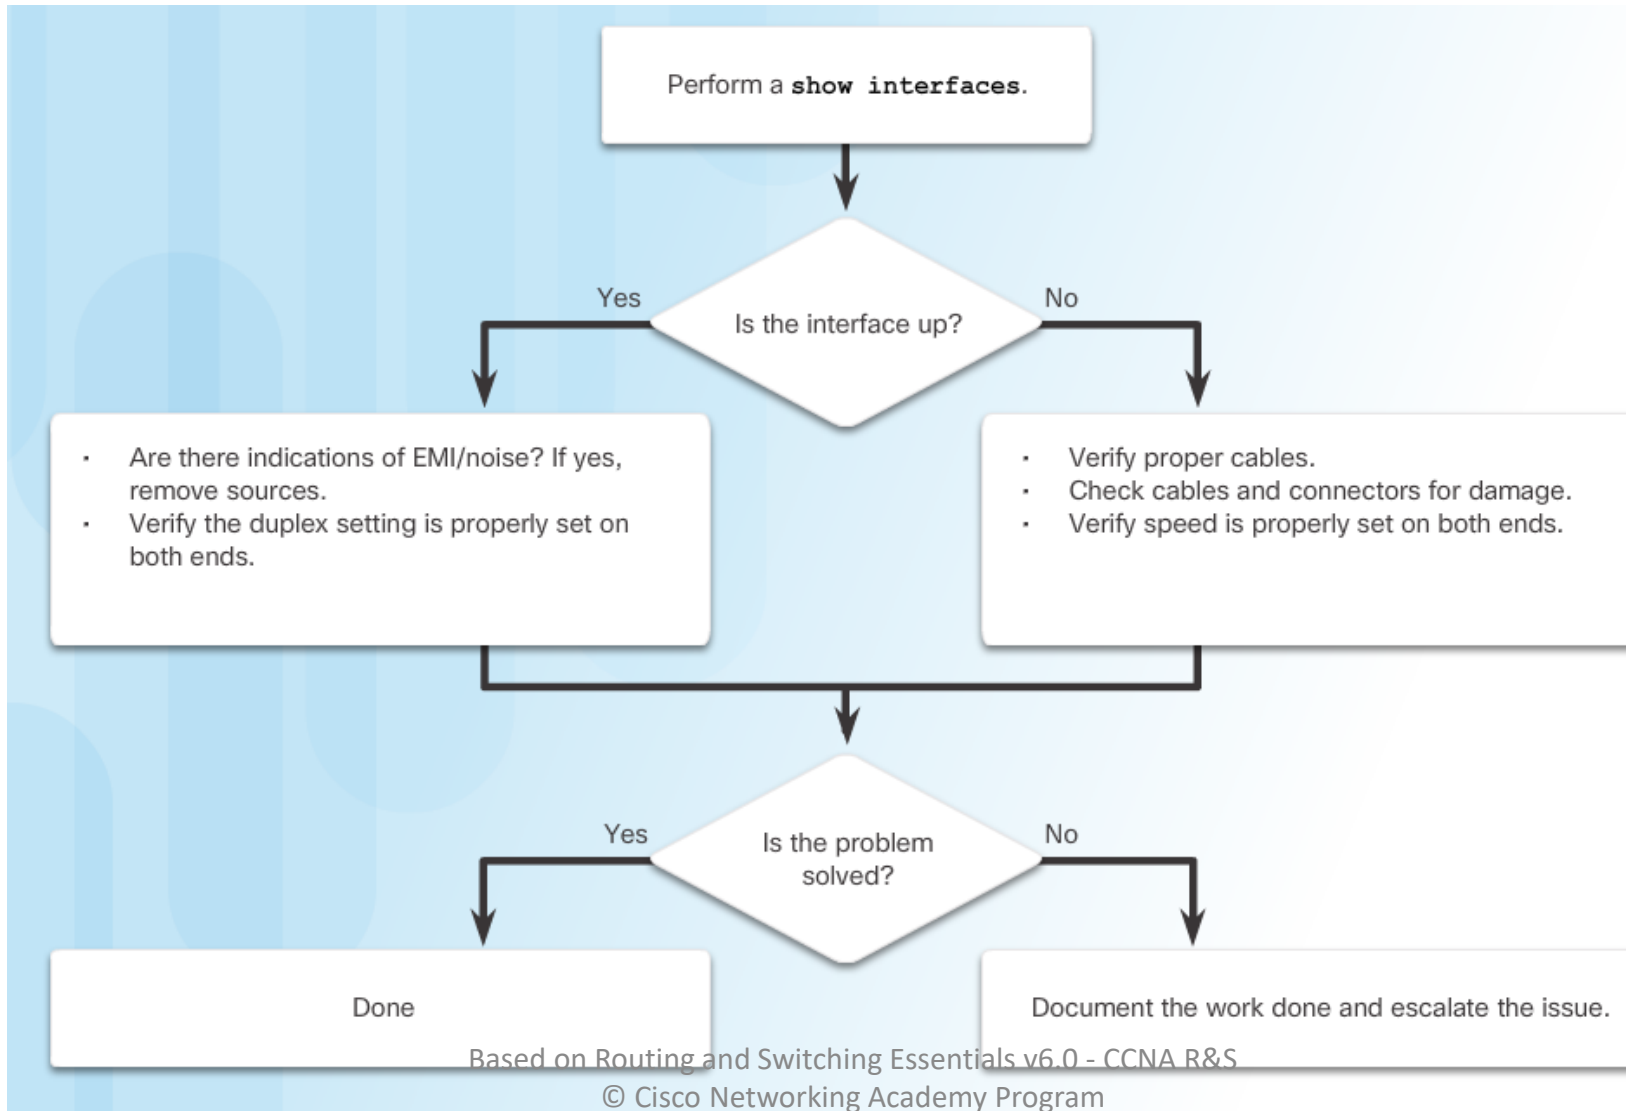 Perform a show interfaces.
Yes
No
Is the interface up?
· Are there indications of EMI/noise? If yes,
remove sources.
· Verify the duplex setting is properly set on
both ends.
· Verify proper cables.
· Check cables and connectors for damage.
· Verify speed is properly set on both ends.
Yes
No
Is the problem
solved?
Done
Document the work done and escalate the issue.
Based on Routing and Switching Essentials v6.0 - CCNA R&S
© Cisco Networking Academy Program